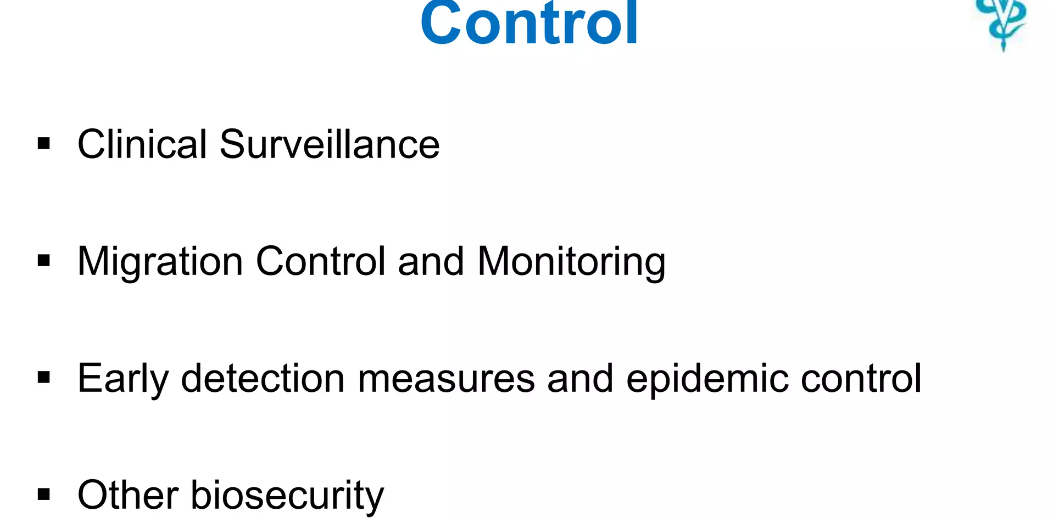 Control
▪ Clinical Surveillance
▪ Migration Control and Monitoring
▪ Early detection measures and epidemic control
▪ Other biosecurity